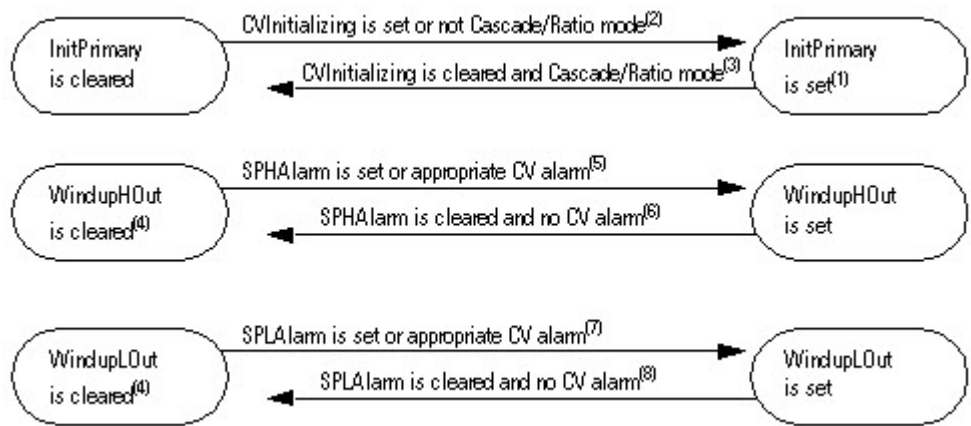 CVInitializing is set or not Cascade/Ratio mode(2)
InitPrimary
is cleared
InitPrimary
is set(1)
CVInitializing is cleared and Cascade/Ratio mode(3)
SPHAlarm is set or appropriate CV alarm(5)
WindupHOut
is cleared(4)
WindupHOut
is set
SPHAlarm is cleared and no CV alarm(6)
SPLAlarm is set or appropriate CV alarm(7)
WindupLOut
is cleared(4)
WindupLOut
is set
SPLAlarm is cleared and no CV alarm(8)